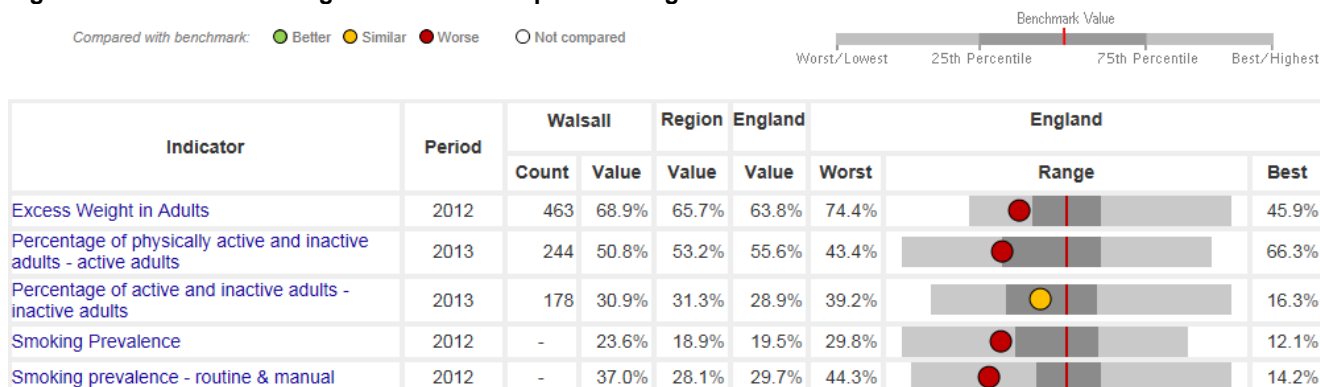 Compared with benchmark: Better Similar Worse Not compared
Benchmark Value
Worst/Lowest 25th Percentile 75th Percentile Best/Highest
Indicator Period Walsall Region England England
Count Value Value Value Worst Range Best
Excess Weight in Adults 2012 463 68.9% 65.7% 63.8% 74.4% 45.9%
Percentage of physically active and inactive
adults - active adults 2013 244 50.8% 53.2% 55.6% 43.4% 66.3%
Percentage of active and inactive adults -
inactive adults 2013 178 30.9% 31.3% 28.9% 39.2% 16.3%
Smoking Prevalence 2012 - 23.6% 18.9% 19.5% 29.8% 12.1%
Smoking prevalence - routine & manual 2012 - 37.0% 28.1% 29.7% 44.3% 14.2%